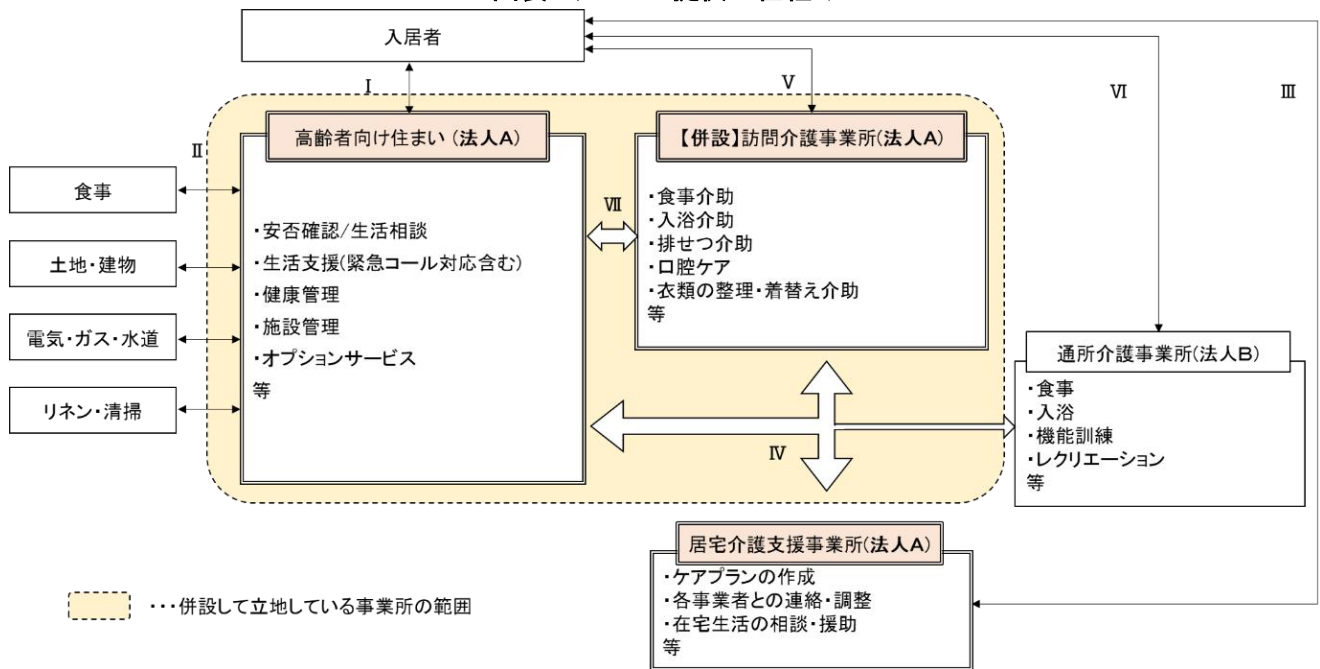 入居者
Ⅰ
Ⅴ
Ⅵ
Ⅲ
Ⅱ
高齢者向け住まい(法人A)
・安否確認/生活相談
・生活支援(緊急コール対応含む)
・健康管理
・施設管理
・オプションサービス
等
Ⅶ
【併設】訪問介護事業所(法人A)
・食事介助
・入浴介助
・排せつ介助
・口腔ケア
・衣類の整理・着替え介助
等
食事
土地・建物
電気・ガス・水道
リネン・清掃
Ⅳ
通所介護事業所(法人B)
・食事
・入浴
・機能訓練
・レクリエーション
等
居宅介護支援事業所(法人A)
・ケアプランの作成
・各事業者との連絡・調整
・在宅生活の相談・援助
等
・・・併設して立地している事業所の範囲